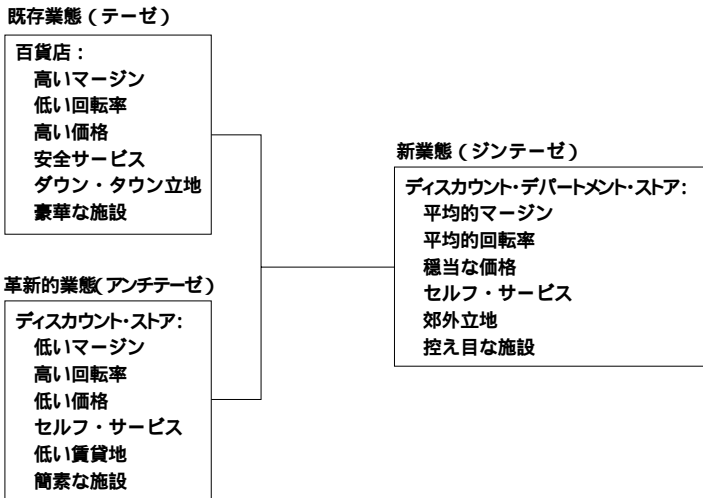 既存業態（テーゼ）
百貨店：
高いマージン
低い回転率
高い価格
安全サービス
ダウン・タウン立地
豪華な施設
革新的業態（アンチテーゼ）
ディスカウント・ストア：
低いマージン
高い回転率
低い価格
セルフ・サービス
低い賃貸地
簡素な施設
新業態（ジンテーゼ）
ディスカウント・デパートメント・ストア：
平均的マージン
平均的回転率
穏当な価格
セルフ・サービス
郊外立地
控え目な施設